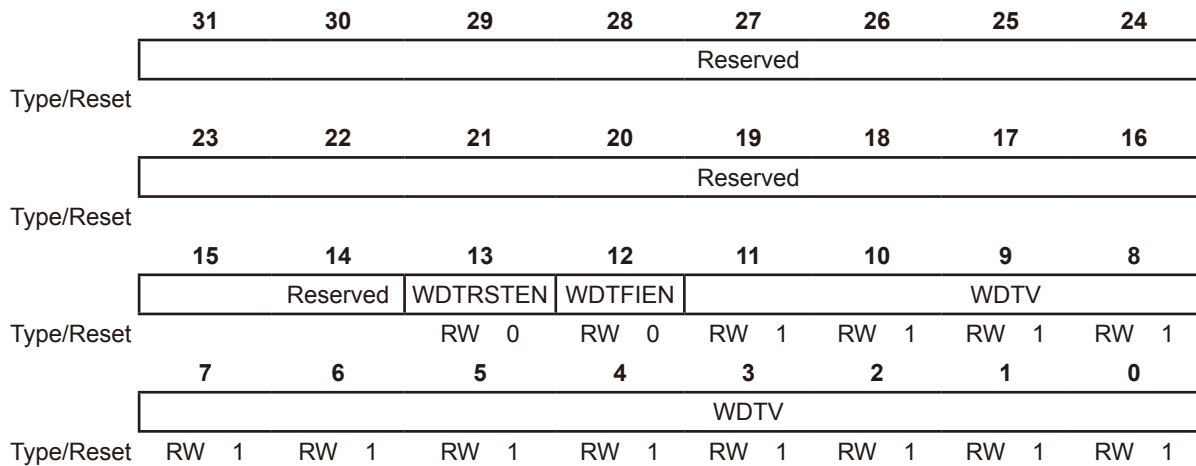 31 30 29 28 27 26 25 24
Reserved
Type/Reset
23 22 21 20 19 18 17 16
Reserved
Type/Reset
15 14 13 12 11 10 9 8
Reserved WDTRSTEN WDTFIEN WDTV
Type/Reset RW 0 RW 0 RW 1 RW 1 RW 1 RW 1
7 6 5 4 3 2 1 0
WDTV
Type/Reset RW 1 RW 1 RW 1 RW 1 RW 1 RW 1 RW 1 RW 1